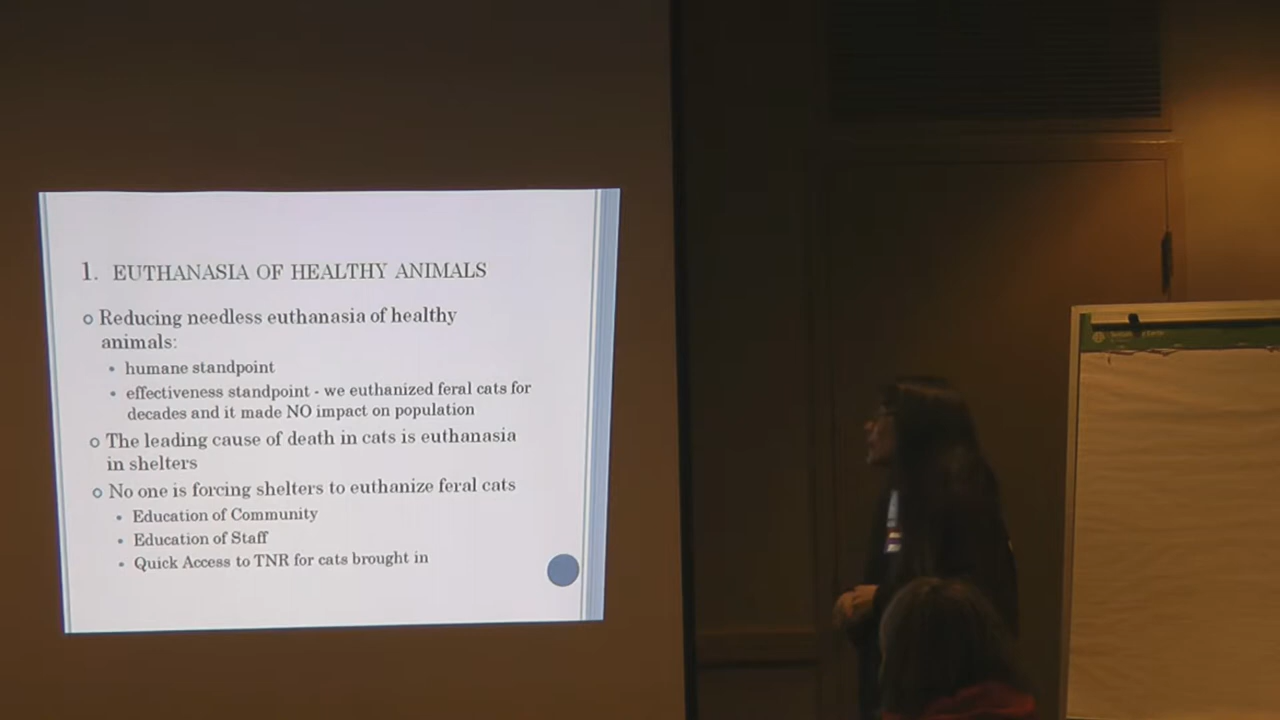 1. EUTHANASIA OF HEALTHY ANIMALS
Reducing needless euthanasia of healthy
animals:
humane standpoint
effectiveness standpoint - we euthanized feral cats for
decades and it made NO impact on population
The leading cause of death in cats is euthanasia
in shelters
No one is forcing shelters to euthanize feral cats
Education of Community
Education of Staff
Quick Access to TNR for cats brought in